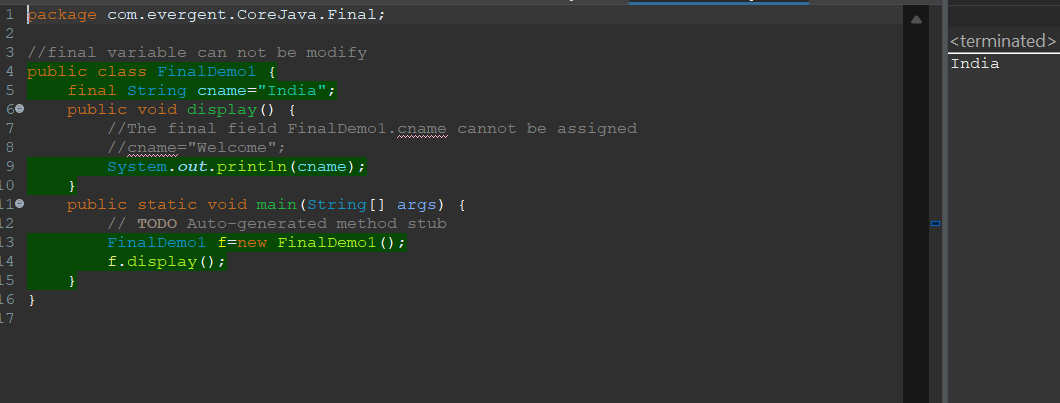 1 package com.evergent.CoreJava.Final;
2
3 //final variable can not be modify
4 public class FinalDemo1 {
5     final String cname="India";
6     public void display() {
7         //The final field FinalDemo1.cname cannot be assigned
8         //cname="Welcome";
9         System.out.println(cname);
10     }
11     public static void main(String[] args) {
12         // TODO Auto-generated method stub
13         FinalDemo1 f=new FinalDemo1();
14         f.display();
15     }
16 }
17
<terminated>
India